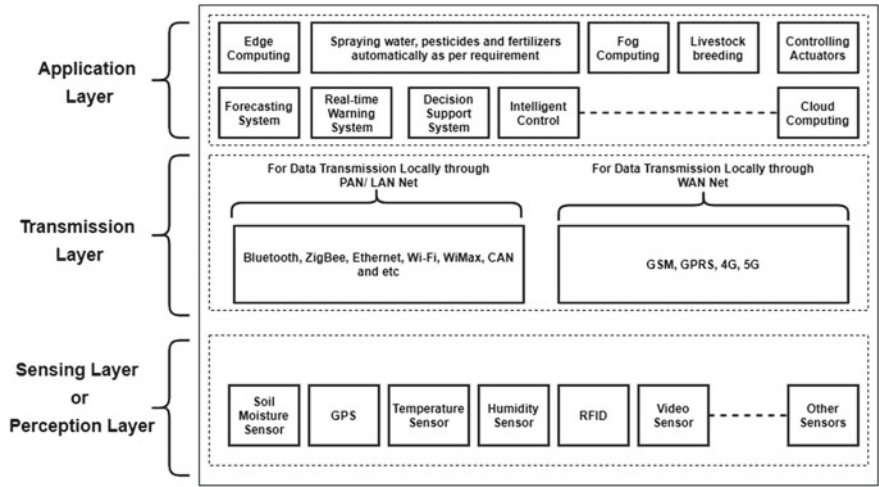 Application
Layer
Edge
Computing
Spraying water, pesticides and fertilizers
automatically as per requirement
Fog
Computing
Livestock
breeding
Controlling
Actuators
Forecasting
System
Real-time
Warning
System
Decision
Support
System
Intelligent
Control
Cloud
Computing
Transmission
Layer
For Data Transmission Locally through
PAN/ LAN Net
For Data Transmission Locally through
WAN Net
Bluetooth, ZigBee, Ethernet, Wi-Fi, WiMax, CAN
and etc
GSM, GPRS, 4G, 5G
Sensing Layer
or
Perception Layer
Soil
Moisture
Sensor
GPS
Temperature
Sensor
Humidity
Sensor
RFID
Video
Sensor
Other
Sensors